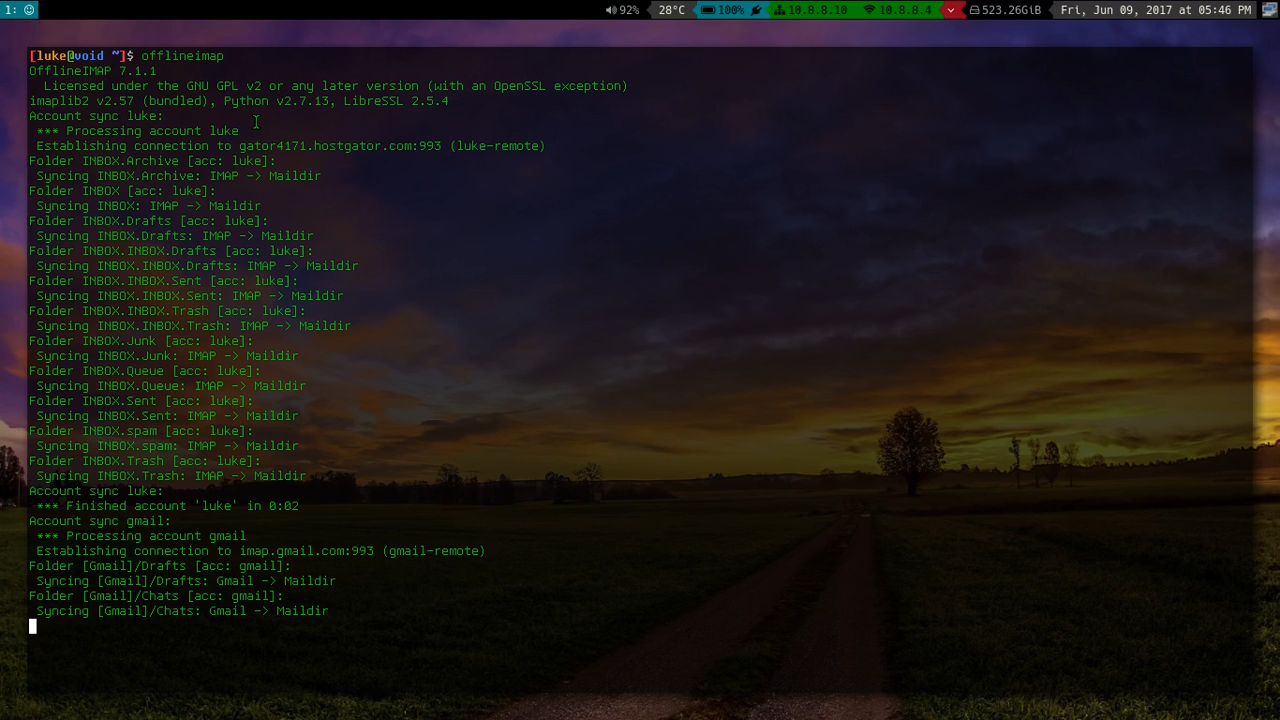 1: ☺ 92% 28°C 100% 10.8.8.10 10.8.8.4 523.26GiB Fri, Jun 09, 2017 at 05:46 PM
[luke@void ~]$ offlineimap
OfflineIMAP 7.1.1
  Licensed under the GNU GPL v2 or any later version (with an OpenSSL exception)
imaplib2 v2.57 (bundled), Python v2.7.13, LibreSSL 2.5.4
Account sync luke:
 *** Processing account luke
 Establishing connection to gator4171.hostgator.com:993 (luke-remote)
Folder INBOX.Archive [acc: luke]:
 Syncing INBOX.Archive: IMAP -> Maildir
Folder INBOX [acc: luke]:
 Syncing INBOX: IMAP -> Maildir
Folder INBOX.Drafts [acc: luke]:
 Syncing INBOX.Drafts: IMAP -> Maildir
Folder INBOX.INBOX.Drafts [acc: luke]:
 Syncing INBOX.INBOX.Drafts: IMAP -> Maildir
Folder INBOX.INBOX.Sent [acc: luke]:
 Syncing INBOX.INBOX.Sent: IMAP -> Maildir
Folder INBOX.INBOX.Trash [acc: luke]:
 Syncing INBOX.INBOX.Trash: IMAP -> Maildir
Folder INBOX.Junk [acc: luke]:
 Syncing INBOX.Junk: IMAP -> Maildir
Folder INBOX.Queue [acc: luke]:
 Syncing INBOX.Queue: IMAP -> Maildir
Folder INBOX.Sent [acc: luke]:
 Syncing INBOX.Sent: IMAP -> Maildir
Folder INBOX.spam [acc: luke]:
 Syncing INBOX.spam: IMAP -> Maildir
Folder INBOX.Trash [acc: luke]:
 Syncing INBOX.Trash: IMAP -> Maildir
Account sync luke:
 *** Finished account 'luke' in 0:02
Account sync gmail:
 *** Processing account gmail
 Establishing connection to imap.gmail.com:993 (gmail-remote)
Folder [Gmail]/Drafts [acc: gmail]:
 Syncing [Gmail]/Drafts: Gmail -> Maildir
Folder [Gmail]/Chats [acc: gmail]:
 Syncing [Gmail]/Chats: Gmail -> Maildir